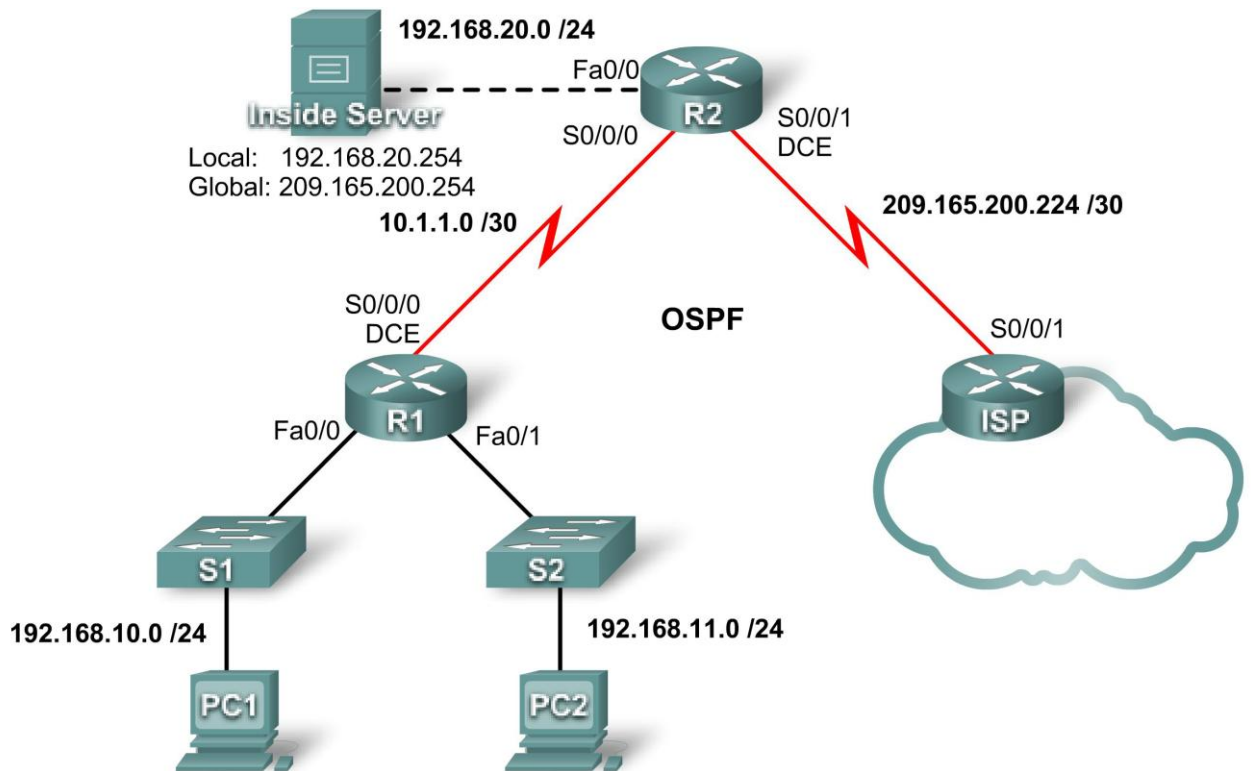 192.168.20.0 /24
Fa0/0
R2
Inside Server
S0/0/0
S0/0/1
DCE
Local: 192.168.20.254
Global: 209.165.200.254
10.1.1.0 /30
209.165.200.224 /30
S0/0/0
DCE
OSPF
S0/0/1
R1
ISP
Fa0/0
Fa0/1
S1
S2
192.168.10.0 /24
192.168.11.0 /24
PC1
PC2